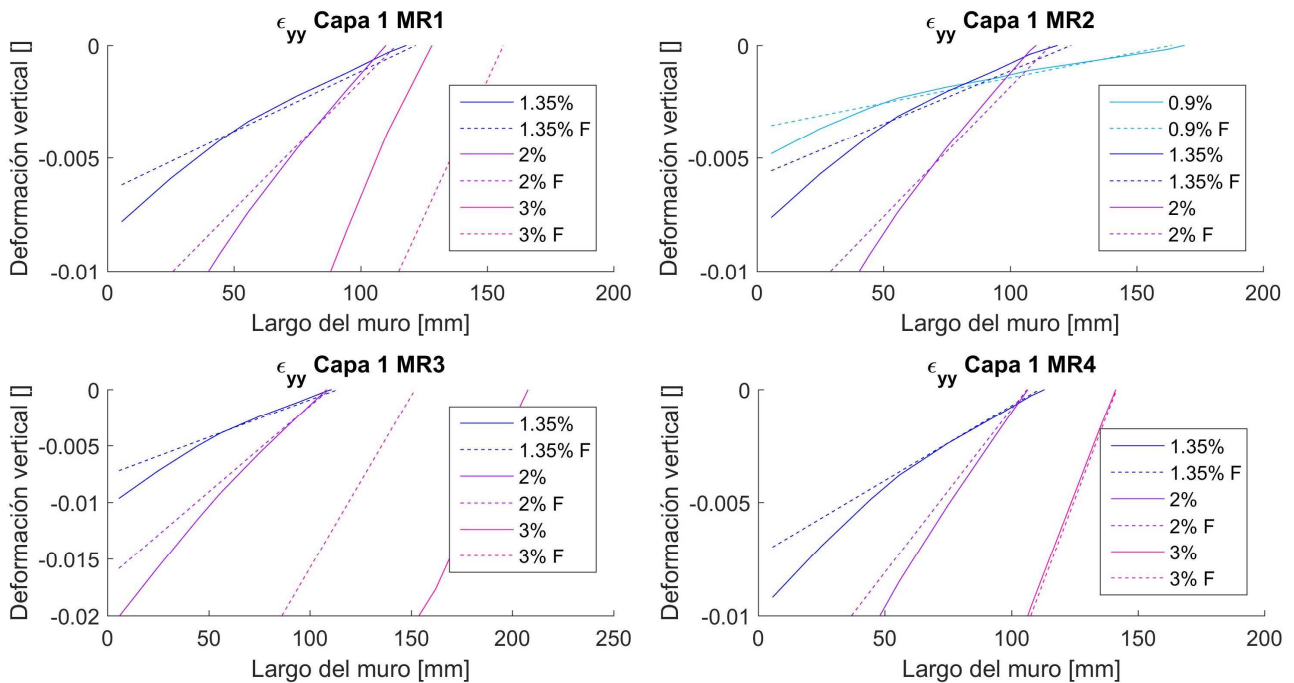 ϵyy Capa 1 MR1
Deformación vertical []
0
-0.005
-0.01
0 50 100 150 200
Largo del muro [mm]
1.35%
1.35% F
2%
2% F
3%
3% F
ϵyy Capa 1 MR2
Deformación vertical []
0
-0.005
-0.01
0 50 100 150 200
Largo del muro [mm]
0.9%
0.9% F
1.35%
1.35% F
2%
2% F
ϵyy Capa 1 MR3
Deformación vertical []
0
-0.005
-0.01
-0.015
-0.02
0 50 100 150 200 250
Largo del muro [mm]
1.35%
1.35% F
2%
2% F
3%
3% F
ϵyy Capa 1 MR4
Deformación vertical []
0
-0.005
-0.01
0 50 100 150 200
Largo del muro [mm]
1.35%
1.35% F
2%
2% F
3%
3% F